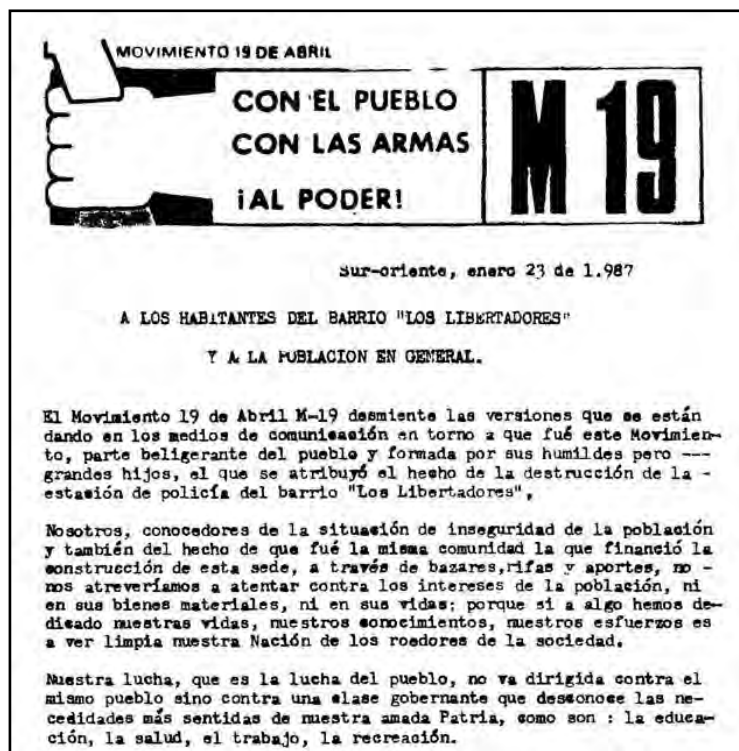 MOVIMIENTO 19 DE ABRIL
CON EL PUEBLO
CON LAS ARMAS
¡AL PODER!
M 19
Sur-oriente, enero 23 de 1.987
A LOS HABITANTES DEL BARRIO "LOS LIBERTADORES"
Y A LA POBLACION EN GENERAL.
El Movimiento 19 de Abril M-19 desmiente las versiones que se están
dando en los medios de comunicación en torno a que fué este Movimien-
to, parte beligerante del pueblo y formada por sus humildes pero ---
grandes hijos, el que se atribuyó el hecho de la destrucción de la -
estación de policía del barrio "Los Libertadores",
Nosotros, conocedores de la situación de inseguridad de la población
y también del hecho de que fué la misma comunidad la que financió la
construcción de esta sede, a través de bazares,rifas y aportes, no -
nos atreveríamos a atentar contra los intereses de la población, ni
en sus bienes materiales, ni en sus vidas; porque si a algo hemos de-
dicado nuestras vidas, nuestros conocimientos, nuestros esfuerzos es
a ver limpia nuestra Nación de los roedores de la sociedad.
Nuestra lucha, que es la lucha del pueblo, no va dirigida contra el
mismo pueblo sino contra una clase gobernante que desconoce las ne-
cedidades más sentidas de nuestra amada Patria, como son : la educa-
ción, la salud, el trabajo, la recreación.